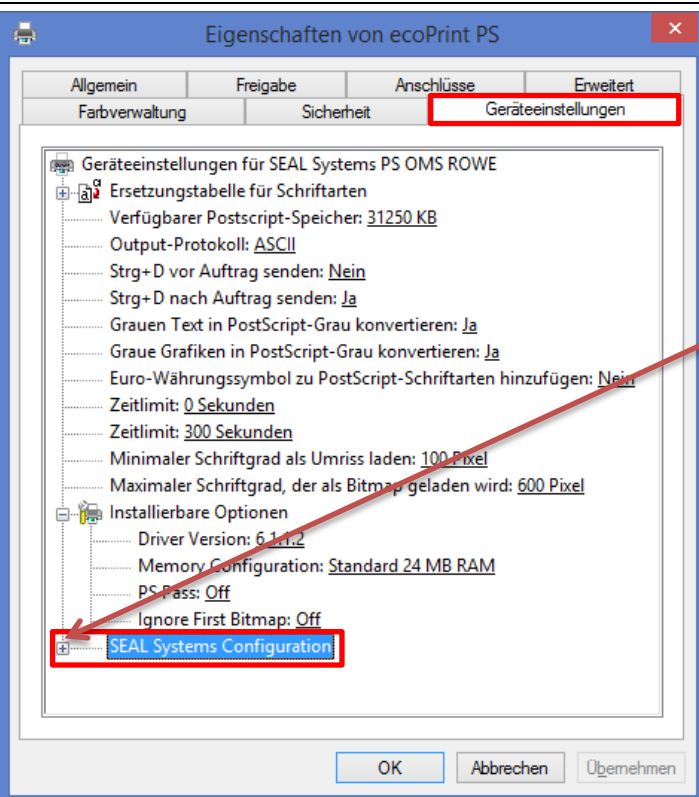 Eigenschaften von ecoPrint PS
Allgemein Freigabe Anschlüsse Erweitert
Farbverwaltung Sicherheit Geräteeinstellungen
Geräteeinstellungen für SEAL Systems PS OMS ROWE
Ersetzungstabelle für Schriftarten
Verfügbarer Postscript-Speicher: 31250 KB
Output-Protokoll: ASCII
Strg+D vor Auftrag senden: Nein
Strg+D nach Auftrag senden: Ja
Grauen Text in PostScript-Grau konvertieren: Ja
Graue Grafiken in PostScript-Grau konvertieren: Ja
Euro-Währungssymbol zu PostScript-Schriftarten hinzufügen: Nein
Zeitlimit: 0 Sekunden
Zeitlimit: 300 Sekunden
Minimaler Schriftgrad als Umriss laden: 100 Pixel
Maximaler Schriftgrad, der als Bitmap geladen wird: 600 Pixel
Installierbare Optionen
Driver Version: 6.1.1.2
Memory Configuration: Standard 24 MB RAM
PS Pass: Off
Ignore First Bitmap: Off
SEAL Systems Configuration
OK Abbrechen Übernehmen